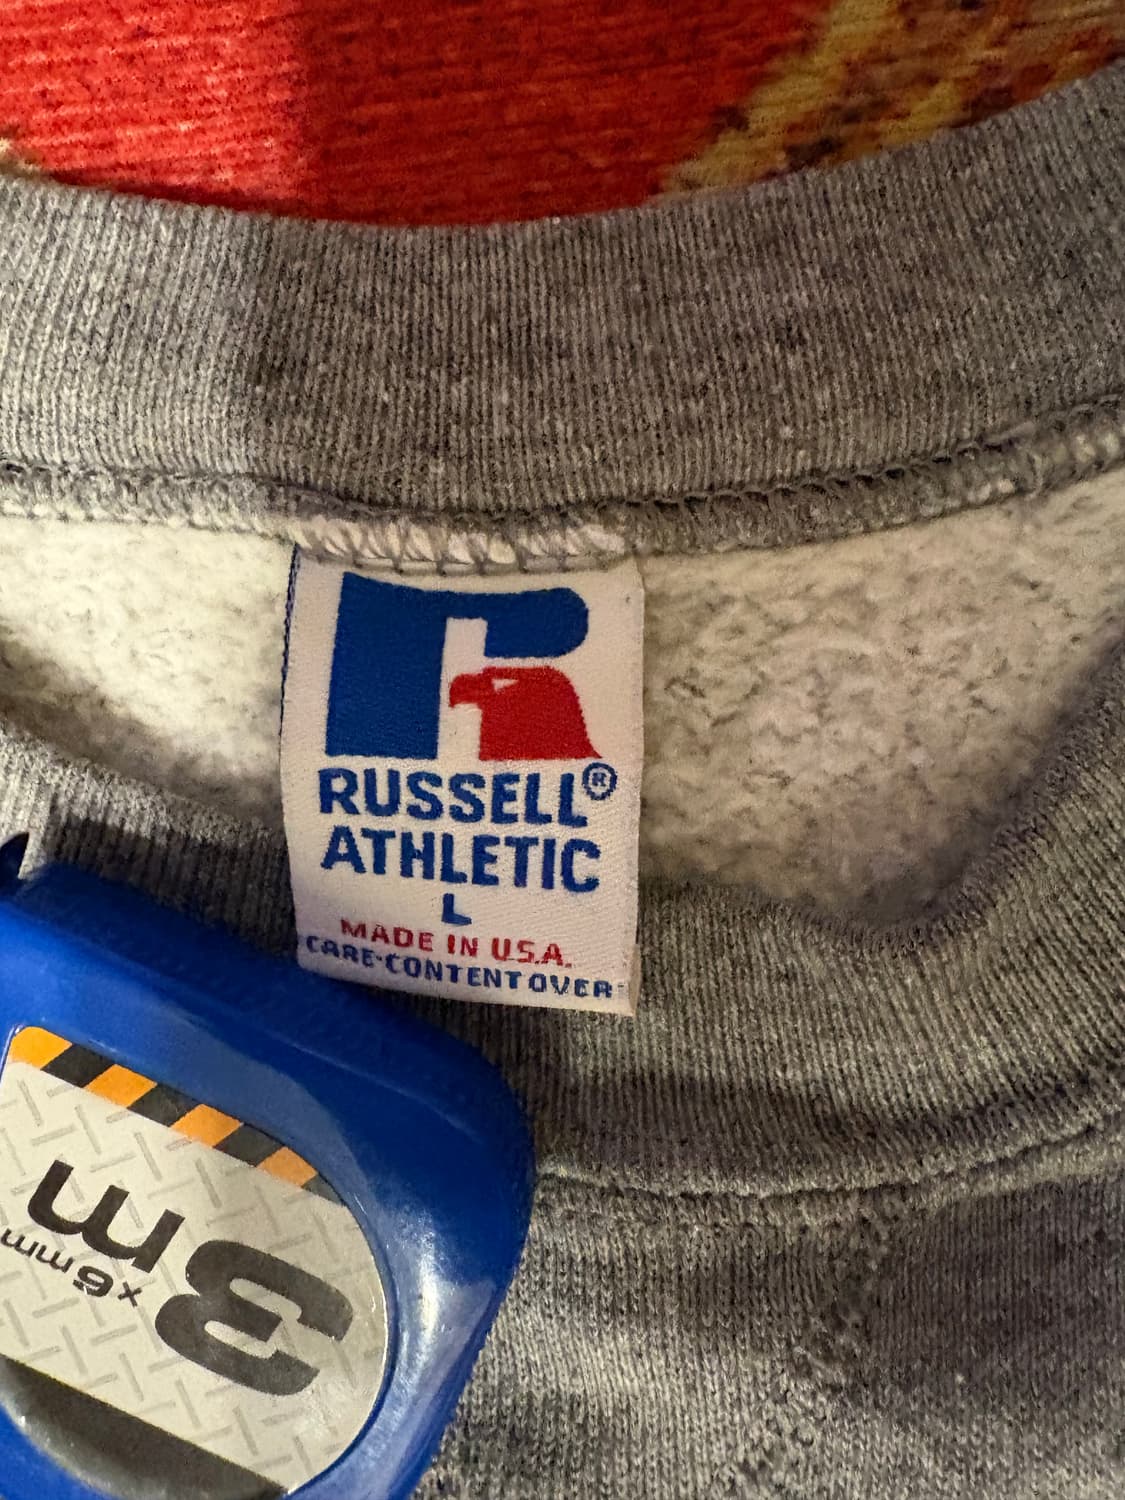 RUSSELL®
ATHLETIC
L
MADE IN U.S.A.
CARE-CONTENT OVER
3m
×6mm